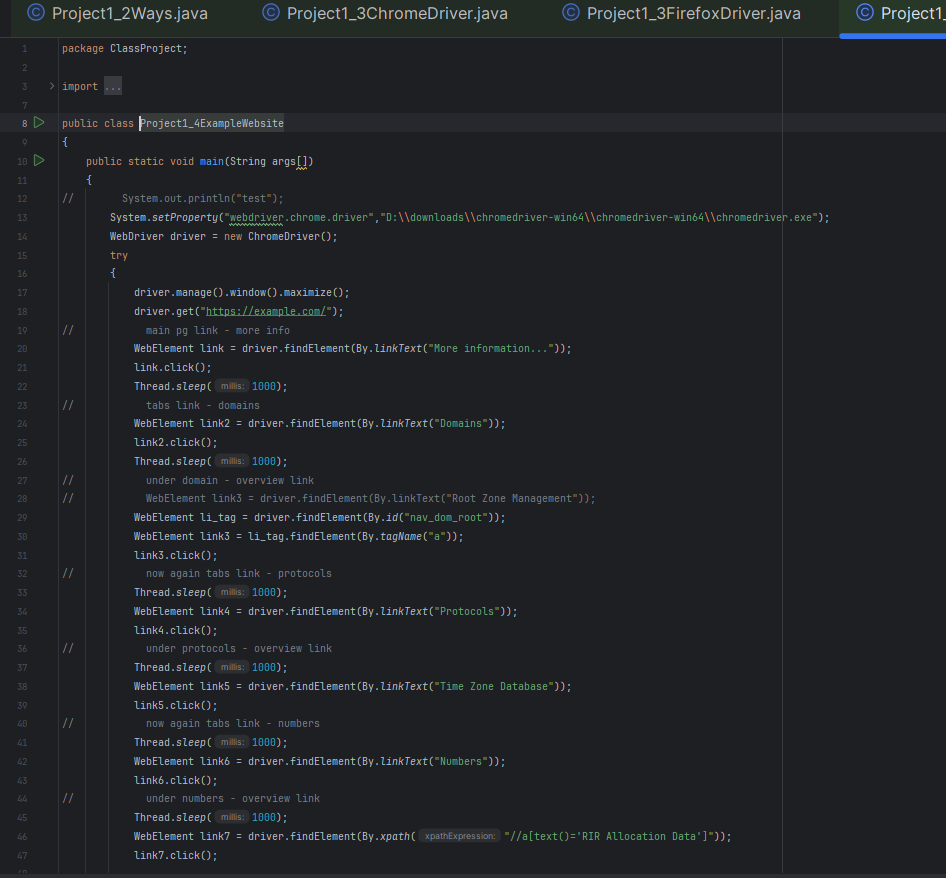 Project1_2Ways.java Project1_3ChromeDriver.java Project1_3FirefoxDriver.java Project1_
1 package ClassProject;
2
3 import ...
7
8 public class Project1_4ExampleWebsite
9 {
10 public static void main(String args[])
11 {
12 // System.out.println("test");
13 System.setProperty("webdriver.chrome.driver","D:\\downloads\\chromedriver-win64\\chromedriver-win64\\chromedriver.exe");
14 WebDriver driver = new ChromeDriver();
15 try
16 {
17 driver.manage().window().maximize();
18 driver.get("https://example.com/");
19 // main pg link - more info
20 WebElement link = driver.findElement(By.linkText("More information..."));
21 link.click();
22 Thread.sleep( millis: 1000);
23 // tabs link - domains
24 WebElement link2 = driver.findElement(By.linkText("Domains"));
25 link2.click();
26 Thread.sleep( millis: 1000);
27 // under domain - overview link
28 // WebElement link3 = driver.findElement(By.linkText("Root Zone Management"));
29 WebElement li_tag = driver.findElement(By.id("nav_dom_root"));
30 WebElement link3 = li_tag.findElement(By.tagName("a"));
31 link3.click();
32 // now again tabs link - protocols
33 Thread.sleep( millis: 1000);
34 WebElement link4 = driver.findElement(By.linkText("Protocols"));
35 link4.click();
36 // under protocols - overview link
37 Thread.sleep( millis: 1000);
38 WebElement link5 = driver.findElement(By.linkText("Time Zone Database"));
39 link5.click();
40 // now again tabs link - numbers
41 Thread.sleep( millis: 1000);
42 WebElement link6 = driver.findElement(By.linkText("Numbers"));
43 link6.click();
44 // under numbers - overview link
45 Thread.sleep( millis: 1000);
46 WebElement link7 = driver.findElement(By.xpath( xpathExpression: "//a[text()='RIR Allocation Data']"));
47 link7.click();